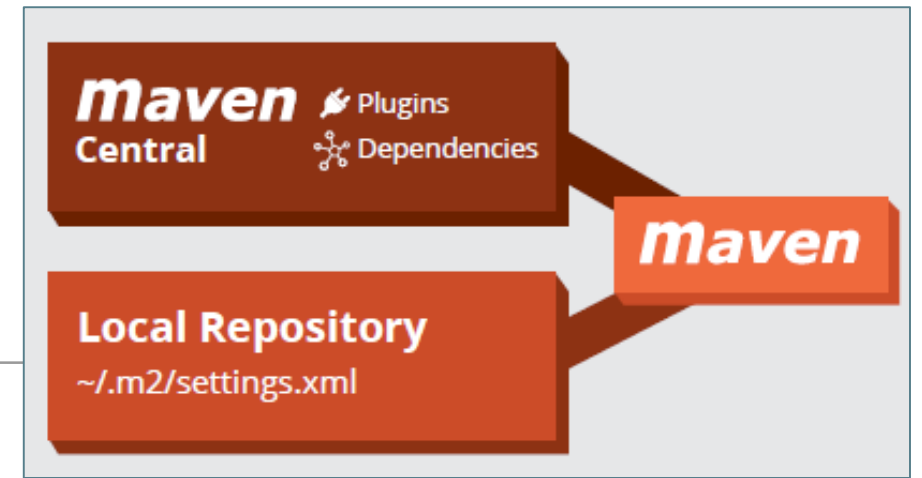 maven
Central
Plugins
Dependencies
maven
Local Repository
~/.m2/settings.xml